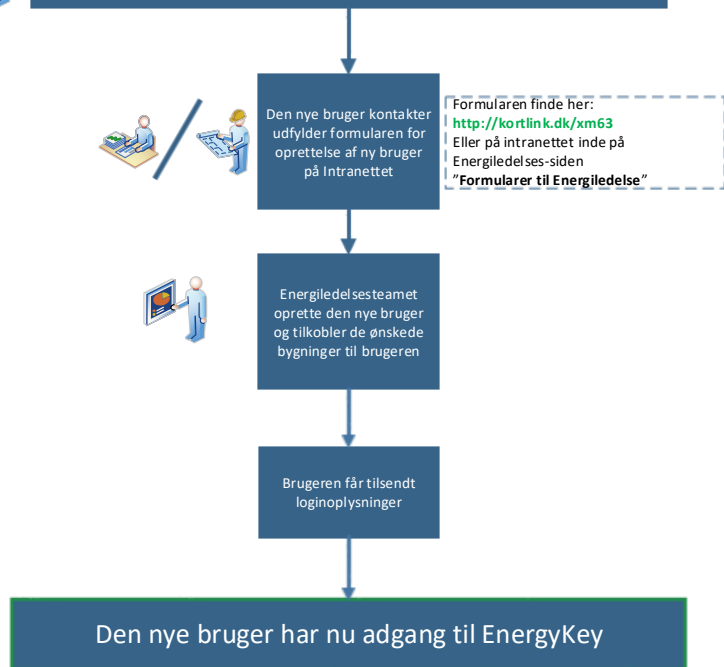 Den nye bruger kontakter
udfylder formularen for
oprettelse af ny bruger
på Intranettet
Formularen finde her:
http://kortlink.dk/xm63
Eller på intranettet inde på
Energiledelses-siden
”Formularer til Energiledelse”
Energiledelsesteamet
oprette den nye bruger
og tilkobler de ønskede
bygninger til brugeren
Brugeren får tilsendt
loginoplysninger
Den nye bruger har nu adgang til EnergyKey